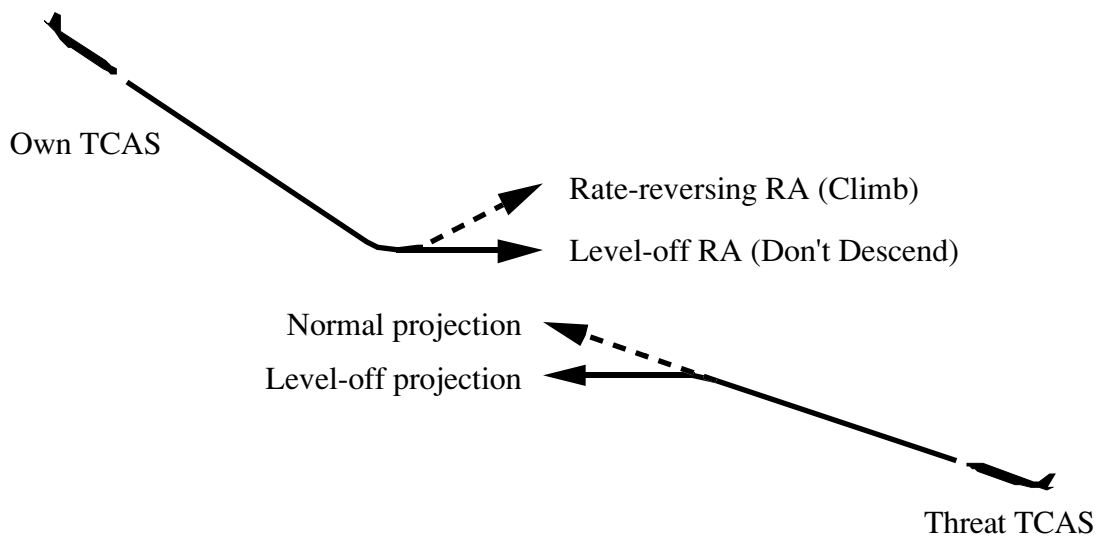 Own TCAS
Rate-reversing RA (Climb)
Level-off RA (Don't Descend)
Normal projection
Level-off projection
Threat TCAS